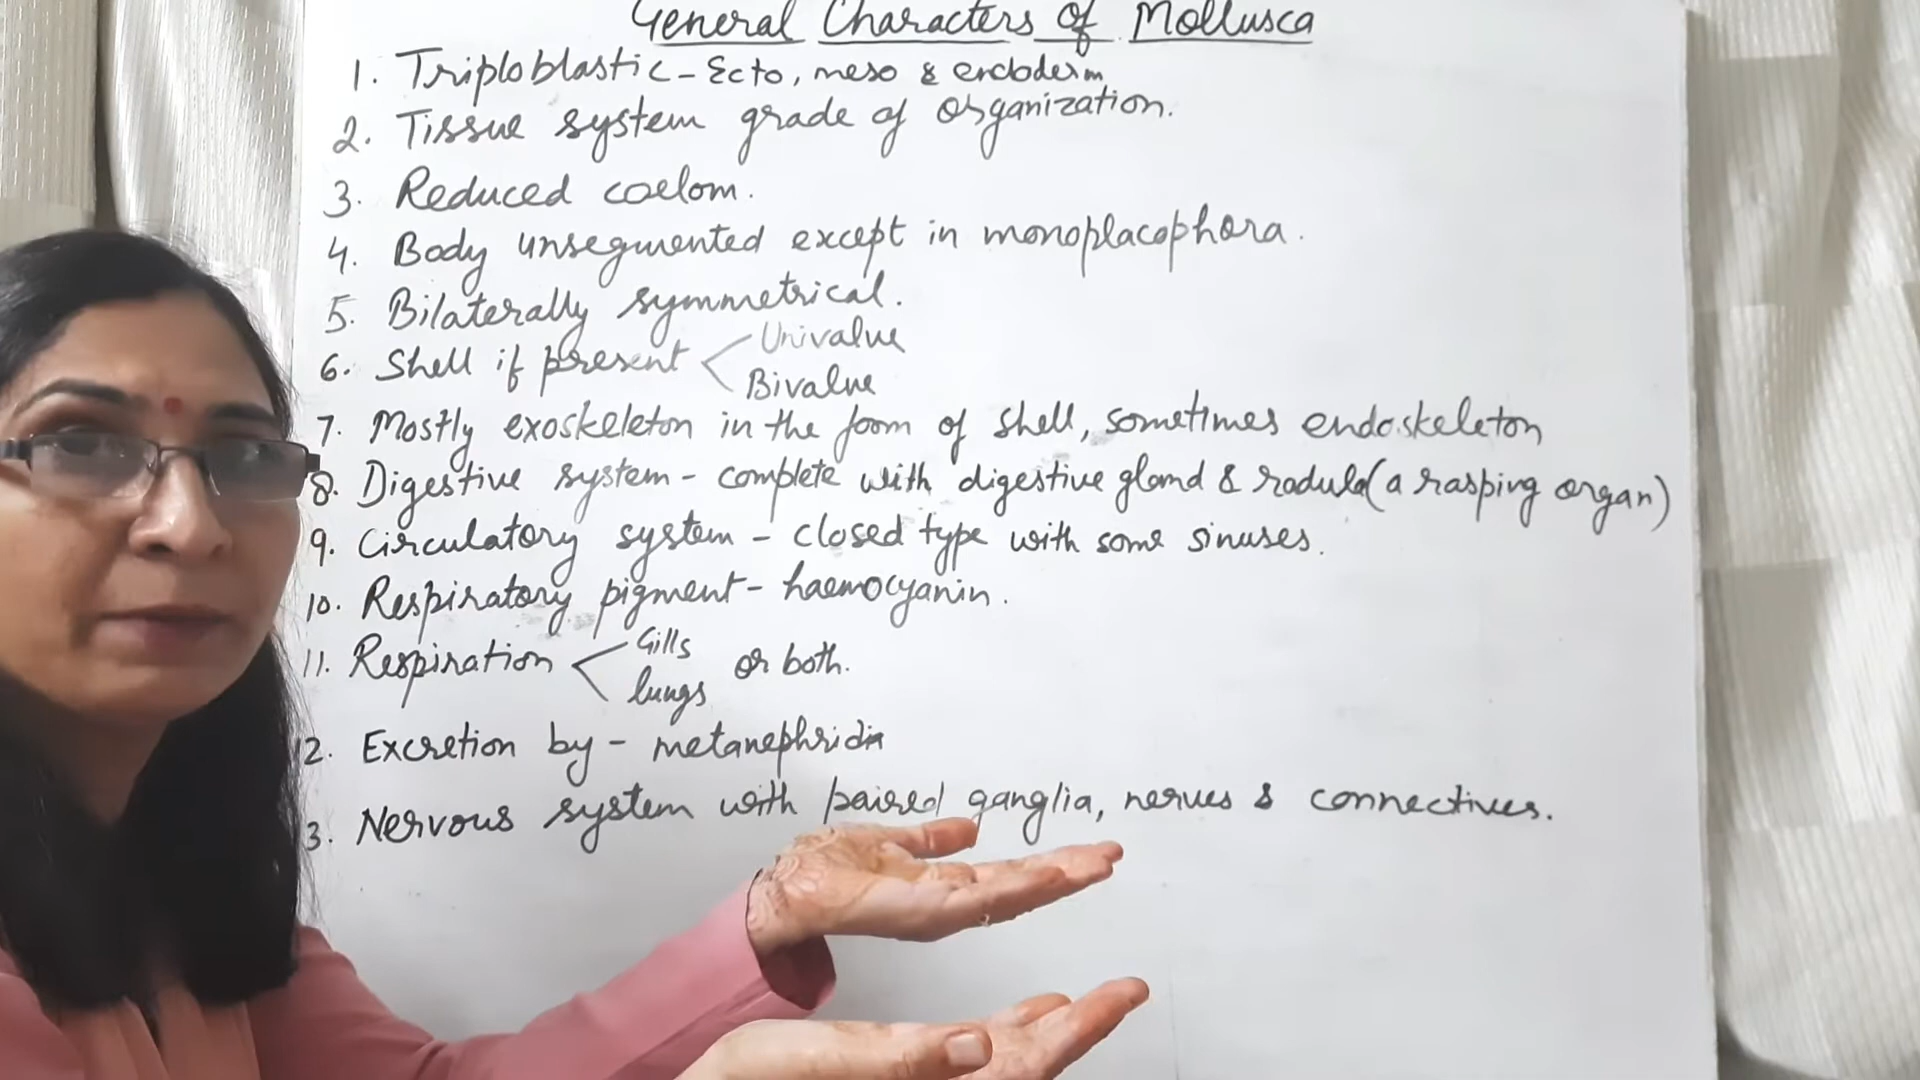 General Characters of Mollusca
1. Triploblastic - Ecto, meso & endoderm
2. Tissue system grade of organization.
3. Reduced coelom.
4. Body unsegmented except in monoplacophora.
5. Bilaterally symmetrical.
6. Shell if present < Univalve
Bivalve
7. Mostly exoskeleton in the form of shell, sometimes endoskeleton
8. Digestive system - complete with digestive gland & radula (a rasping organ)
9. Circulatory system - closed type with some sinuses.
10. Respiratory pigment - haemocyanin.
11. Respiration < Gills
lungs or both.
12. Excretion by - metanephridia
3. Nervous system with paired ganglia, nerves & connectives.